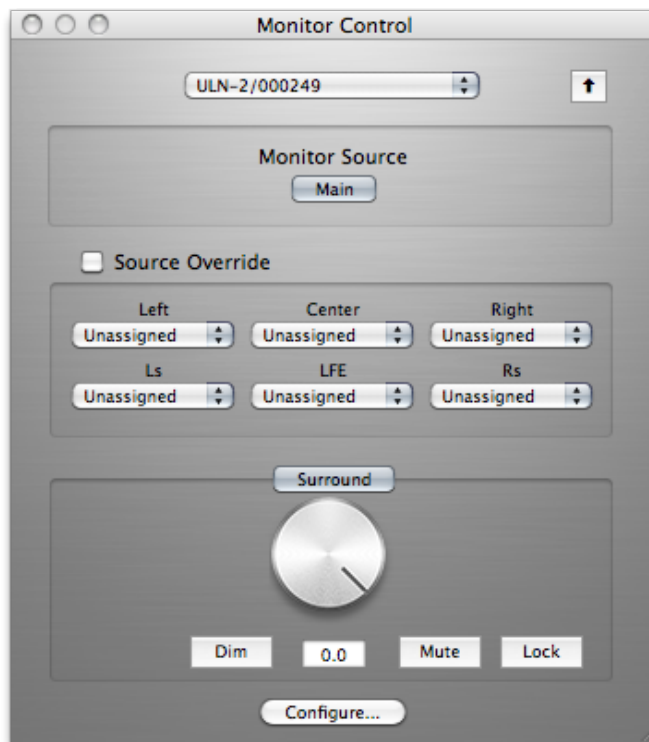 Monitor Control
ULN-2/000249
Monitor Source
Main
Source Override
Left Center Right
Unassigned Unassigned Unassigned
Ls LFE Rs
Unassigned Unassigned Unassigned
Surround
Dim 0.0 Mute Lock
Configure...